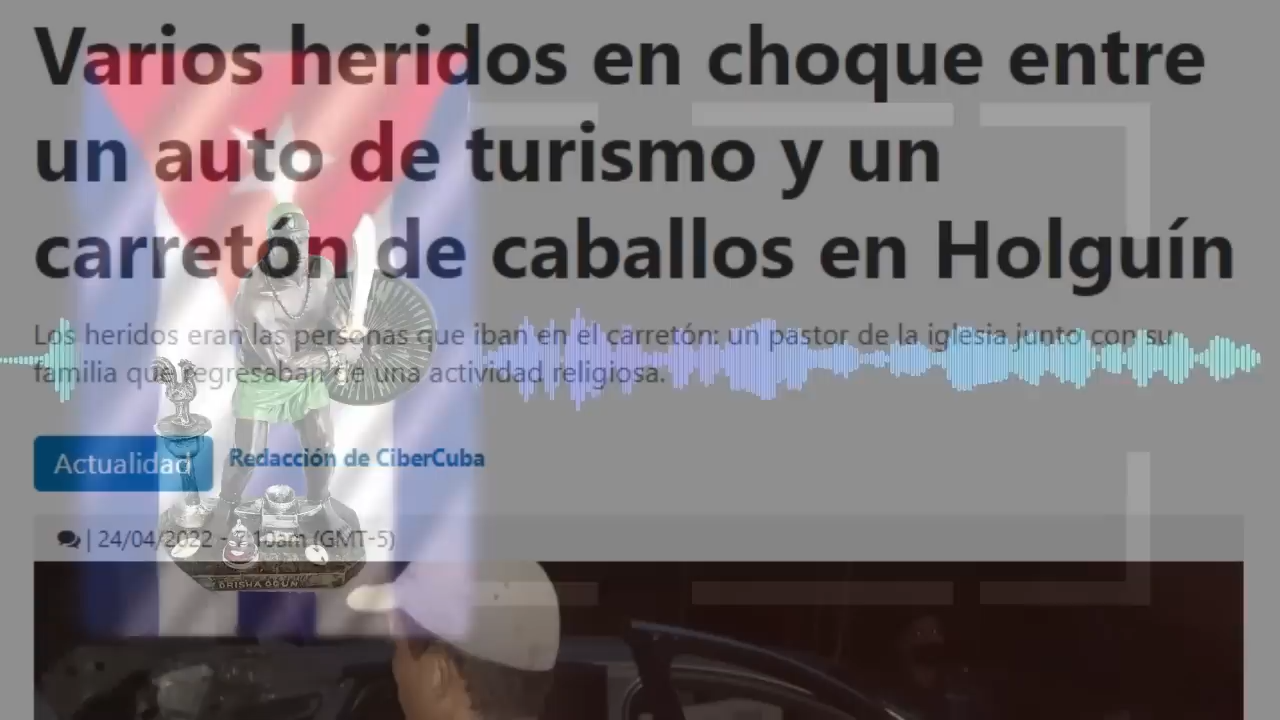 Varios heridos en choque entre
un auto de turismo y un
carretón de caballos en Holguín
Los heridos eran las personas que iban en el carretón: un pastor de la iglesia junto con su
familia que regresaban de una actividad religiosa.
Actualidad Redacción de CiberCuba
| 24/04/2022 - 10am (GMT-5)
ORISHA OGUN